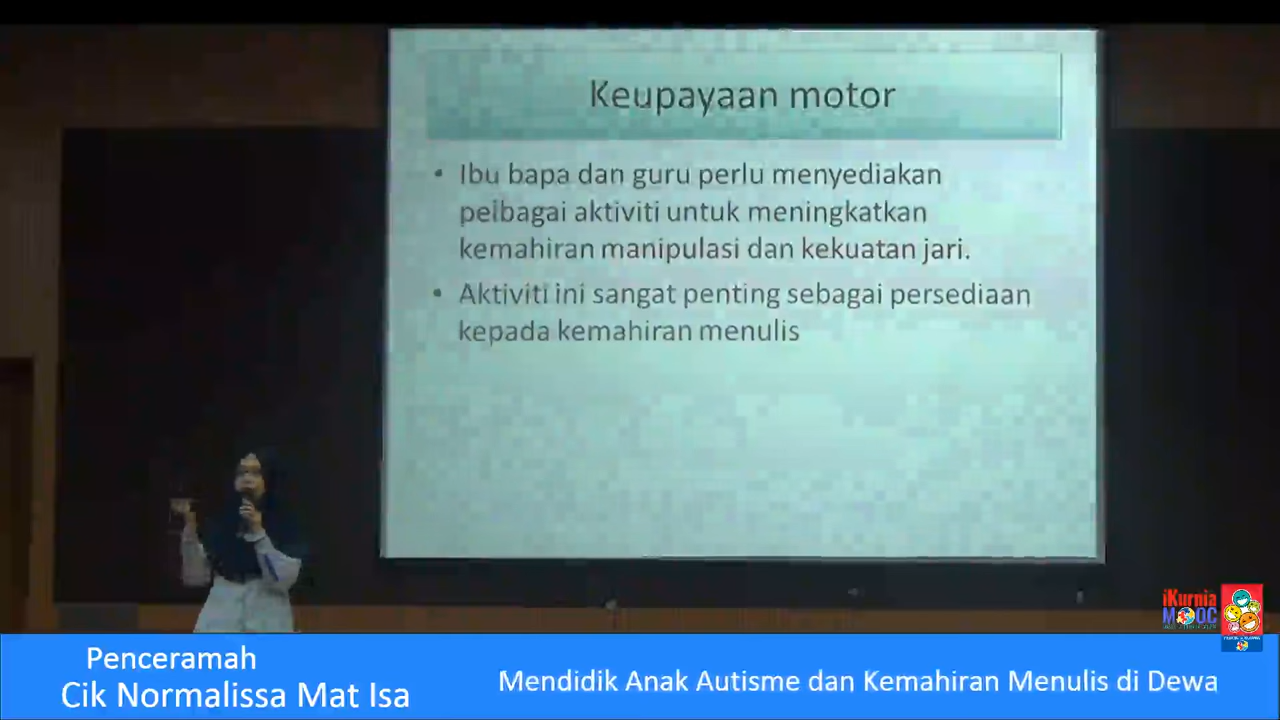 Keupayaan motor
• Ibu bapa dan guru perlu menyediakan
pelbagai aktiviti untuk meningkatkan
kemahiran manipulasi dan kekuatan jari.
• Aktiviti ini sangat penting sebagai persediaan
kepada kemahiran menulis
iKurnia
MOOC
Penceramah
Cik Normalissa Mat Isa
Mendidik Anak Autisme dan Kemahiran Menulis di Dewa